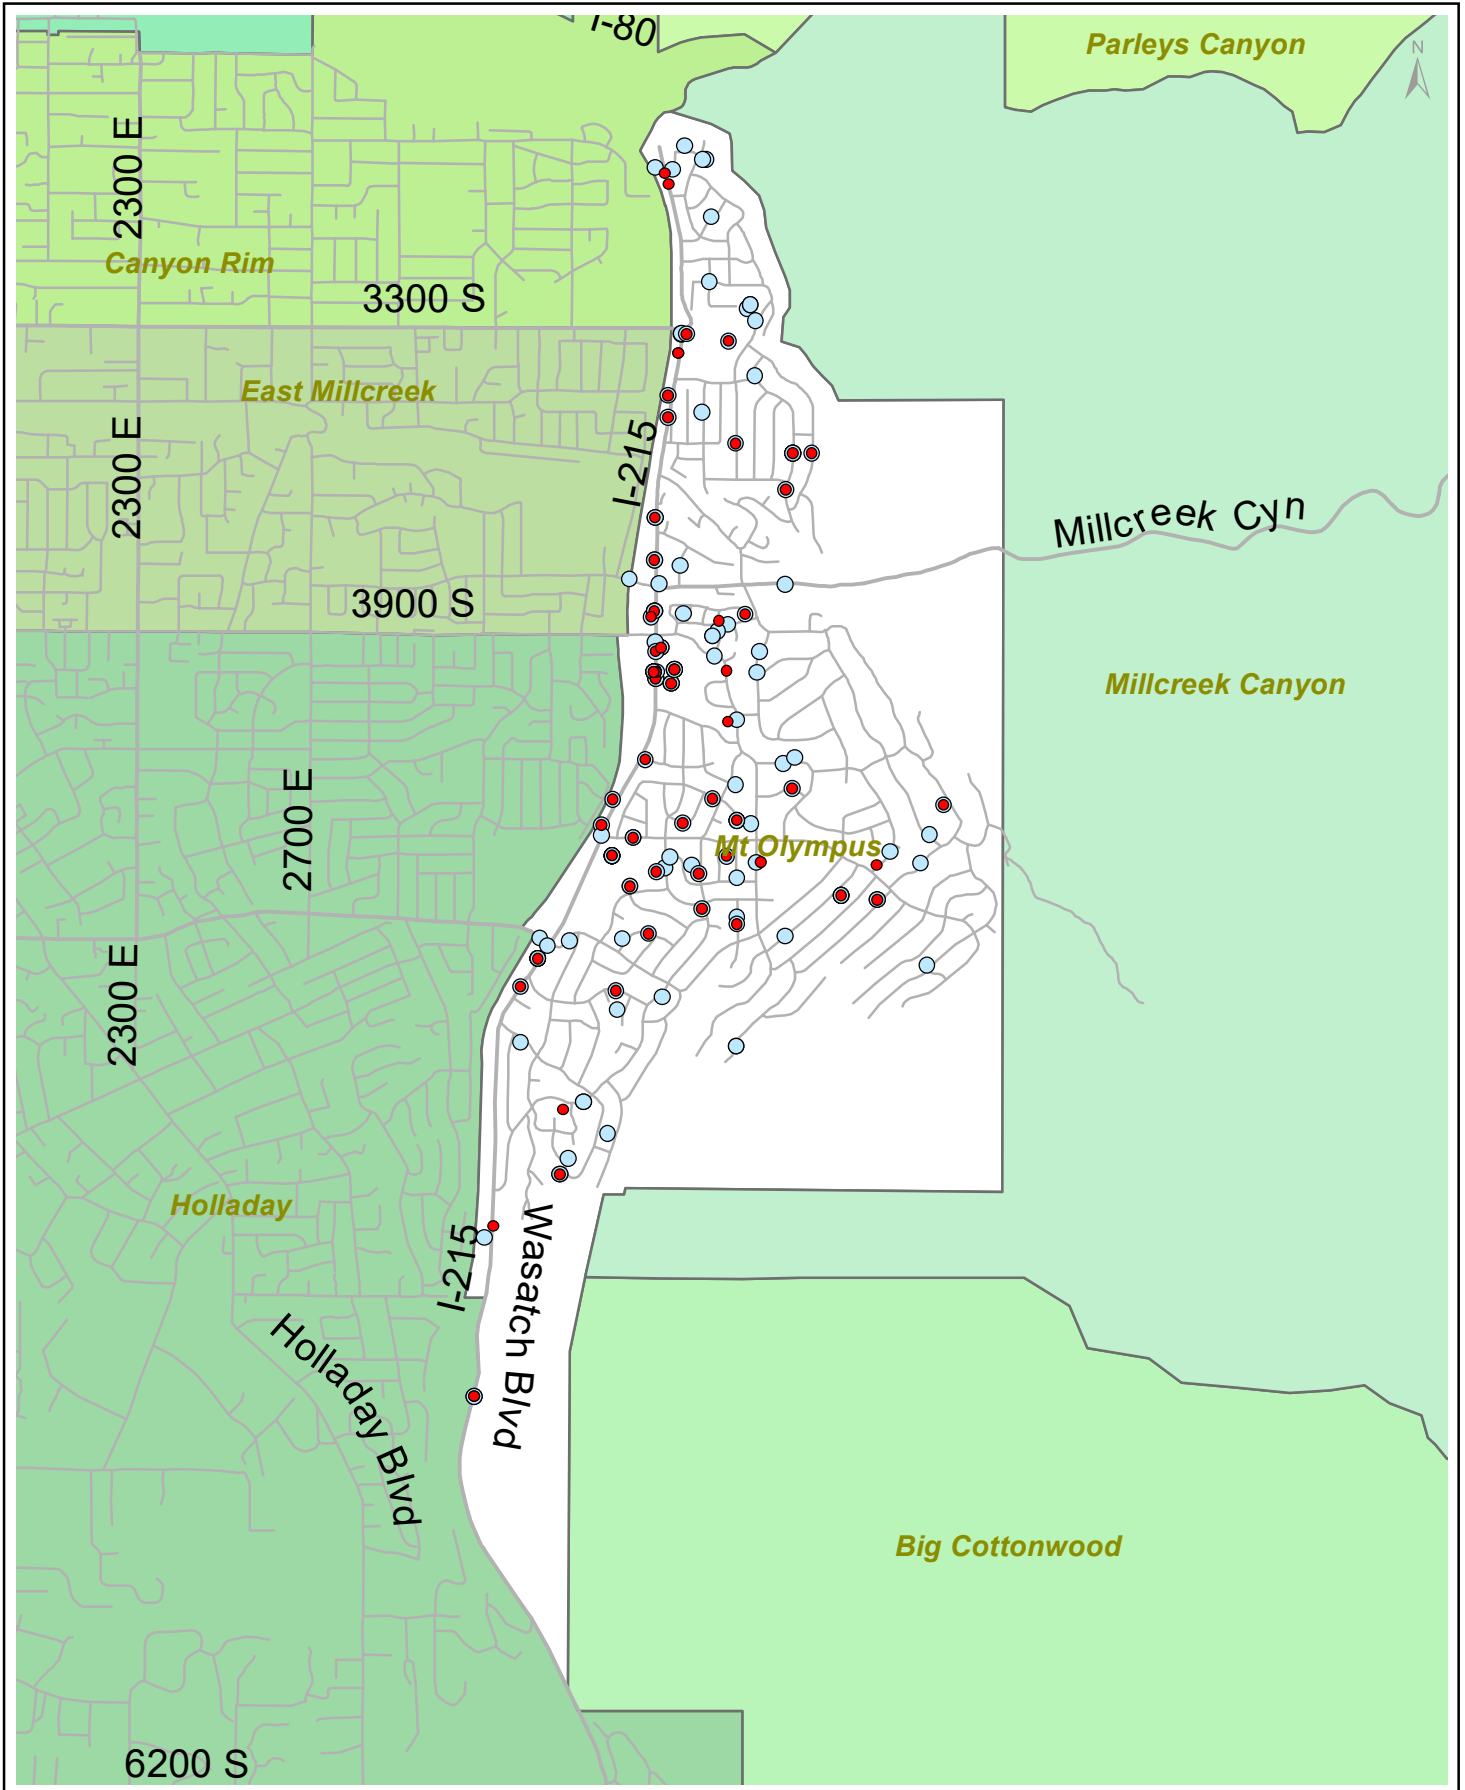 I-80
Parleys Canyon
N
2300 E
Canyon Rim
3300 S
East Millcreek
2300 E
I-215
Millcreek Cyn
3900 S
Millcreek Canyon
2700 E
Mt Olympus
2300 E
Holladay
I-215
Wasatch Blvd
Holladay Blvd
Big Cottonwood
6200 S